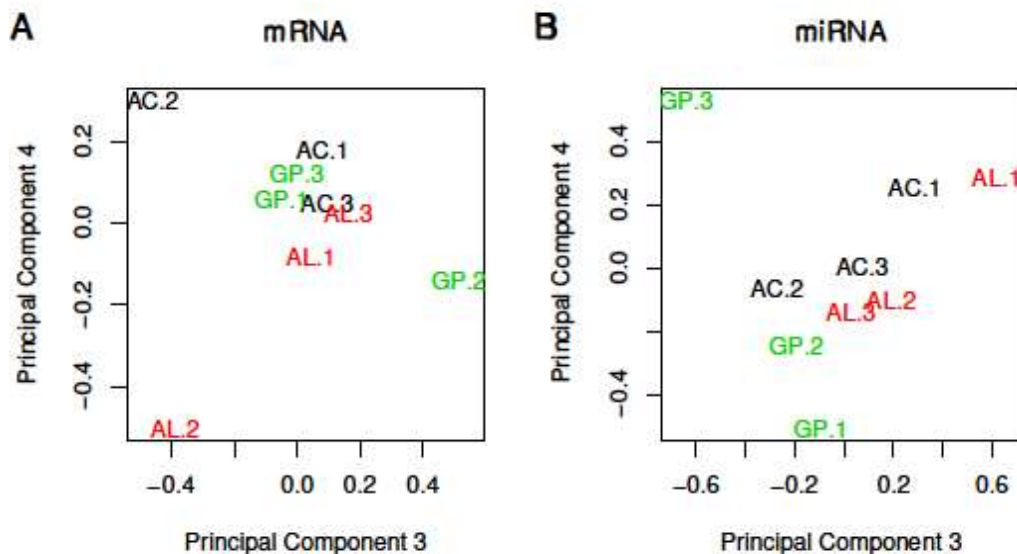 A
mRNA
Principal Component 4
0.2
0.0
−0.2
−0.4
AC.2
AC.1
GP.3
GP.1
AC.3
AL.3
AL.1
GP.2
AL.2
−0.4
0.0
0.2
0.4
Principal Component 3
B
miRNA
Principal Component 4
0.4
0.2
0.0
−0.4
GP.3
AL.1
AC.1
AC.3
AC.2
AL.2
AL.3
GP.2
GP.1
−0.6
−0.2
0.2
0.6
Principal Component 3